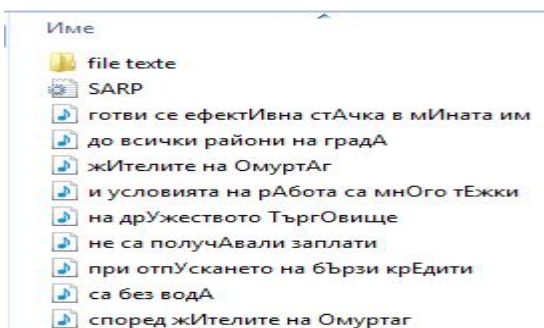 Име
file texte
SARP
готви се ефектИвна стАчка в мИната им
до всички райони на градА
жИтелите на ОмуртАг
и условията на рАбота са мнОго тЕжки
на дрУжеството ТъргОвище
не са получАвали заплати
при отпУскането на бЪрзи крЕдити
са без водА
според жИтелите на Омуртаг